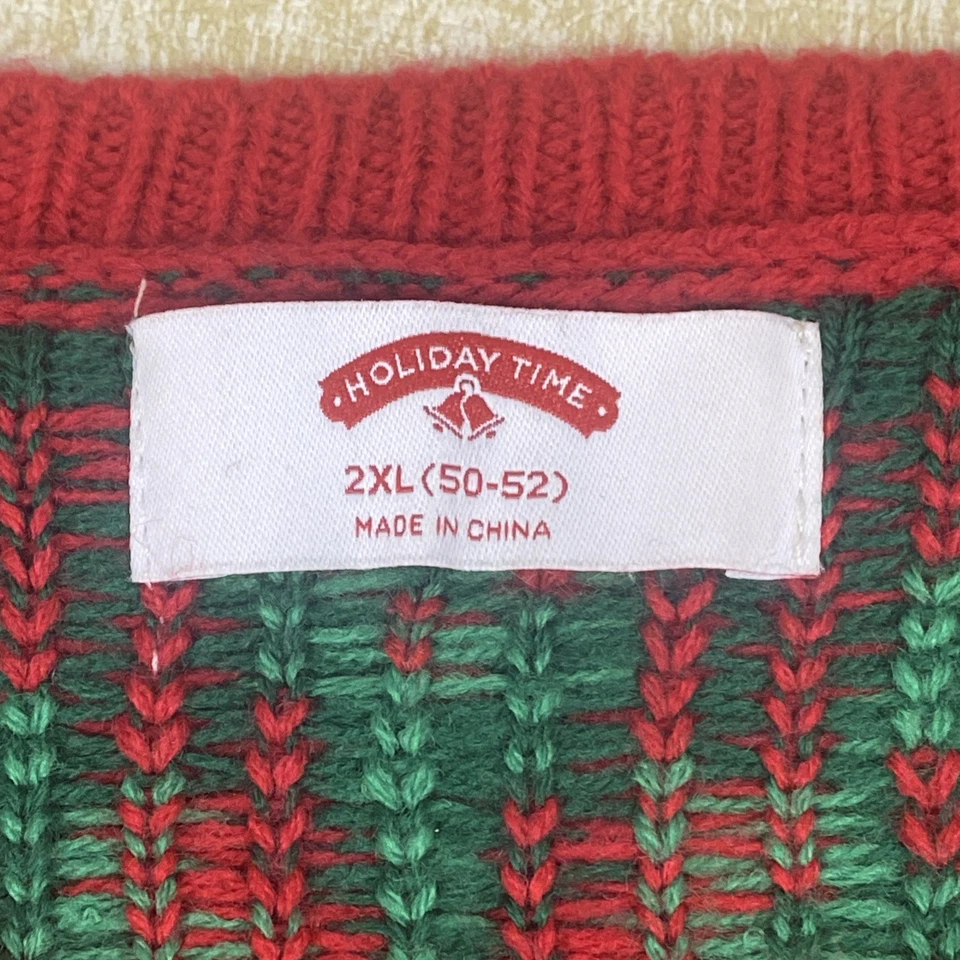 ·HOLIDAY TIME·
2XL (50-52)
MADE IN CHINA